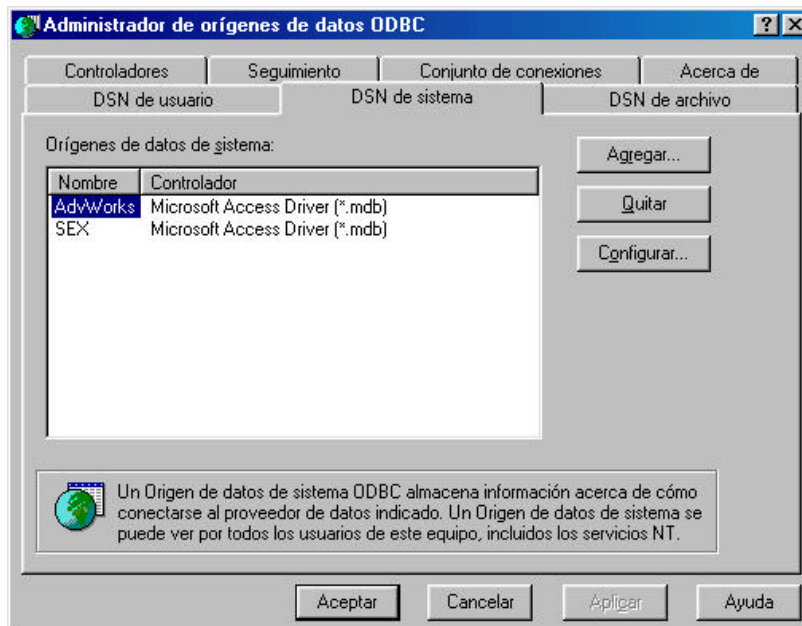 Administrador de orígenes de datos ODBC
Controladores Seguimiento Conjunto de conexiones Acerca de
DSN de usuario DSN de sistema DSN de archivo
Orígenes de datos de sistema:
Agregar...
Nombre Controlador
AdvWorks Microsoft Access Driver (*.mdb)
Quitar
SEX Microsoft Access Driver (*.mdb)
Configurar...
Un Origen de datos de sistema ODBC almacena información acerca de cómo
conectarse al proveedor de datos indicado. Un Origen de datos de sistema se
puede ver por todos los usuarios de este equipo, incluidos los servicios NT.
Aceptar Cancelar Aplicar Ayuda